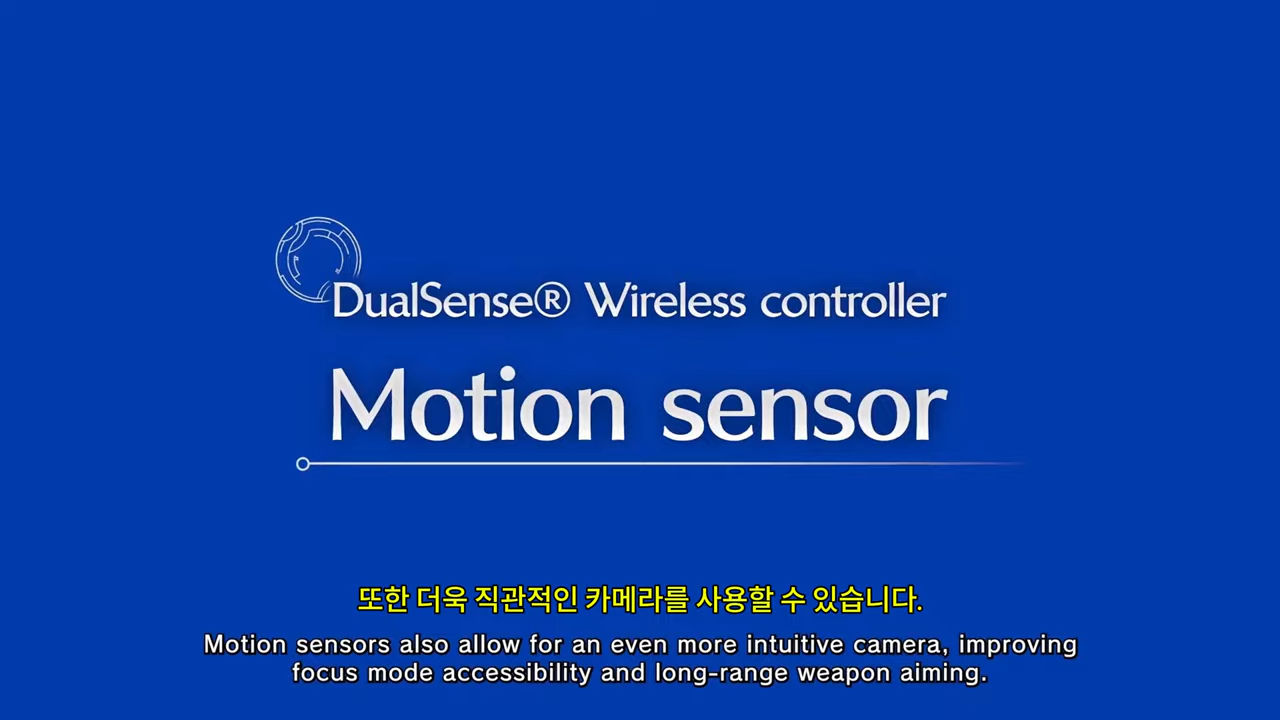 DualSense® Wireless controller
Motion sensor
또한 더욱 직관적인 카메라를 사용할 수 있습니다.
Motion sensors also allow for an even more intuitive camera, improving
focus mode accessibility and long-range weapon aiming.